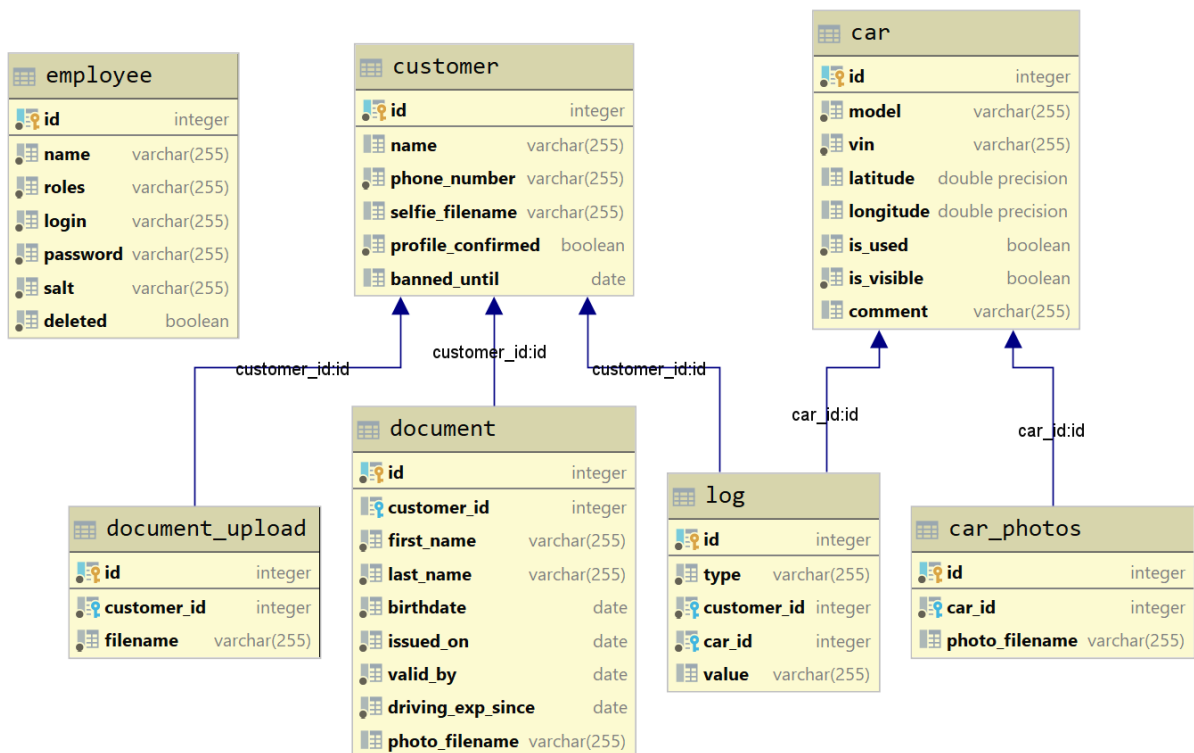 employee
id integer
name varchar(255)
roles varchar(255)
login varchar(255)
password varchar(255)
salt varchar(255)
deleted boolean
customer
id integer
name varchar(255)
phone_number varchar(255)
selfie_filename varchar(255)
profile_confirmed boolean
banned_until date
car
id integer
model varchar(255)
vin varchar(255)
latitude double precision
longitude double precision
is_used boolean
is_visible boolean
comment varchar(255)
customer_id:id
customer_id:id
customer_id:id
car_id:id
car_id:id
document_upload
id integer
customer_id integer
filename varchar(255)
document
id integer
customer_id integer
first_name varchar(255)
last_name varchar(255)
birthdate date
issued_on date
valid_by date
driving_exp_since date
photo_filename varchar(255)
log
id integer
type varchar(255)
customer_id integer
car_id integer
value varchar(255)
car_photos
id integer
car_id integer
photo_filename varchar(255)